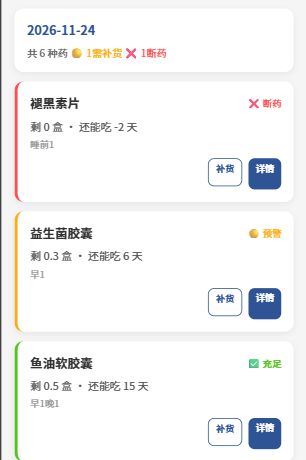 2026-11-24
共 6 种药 🟡 1需补货 ❌ 1断药
褪黑素片 ❌ 断药
剩 0 盒 · 还能吃 -2 天
睡前1
补货 详情
益生菌胶囊 🟡 预警
剩 0.3 盒 · 还能吃 6 天
早1
补货 详情
鱼油软胶囊 ✅ 充足
剩 0.5 盒 · 还能吃 15 天
早1晚1
补货 详情